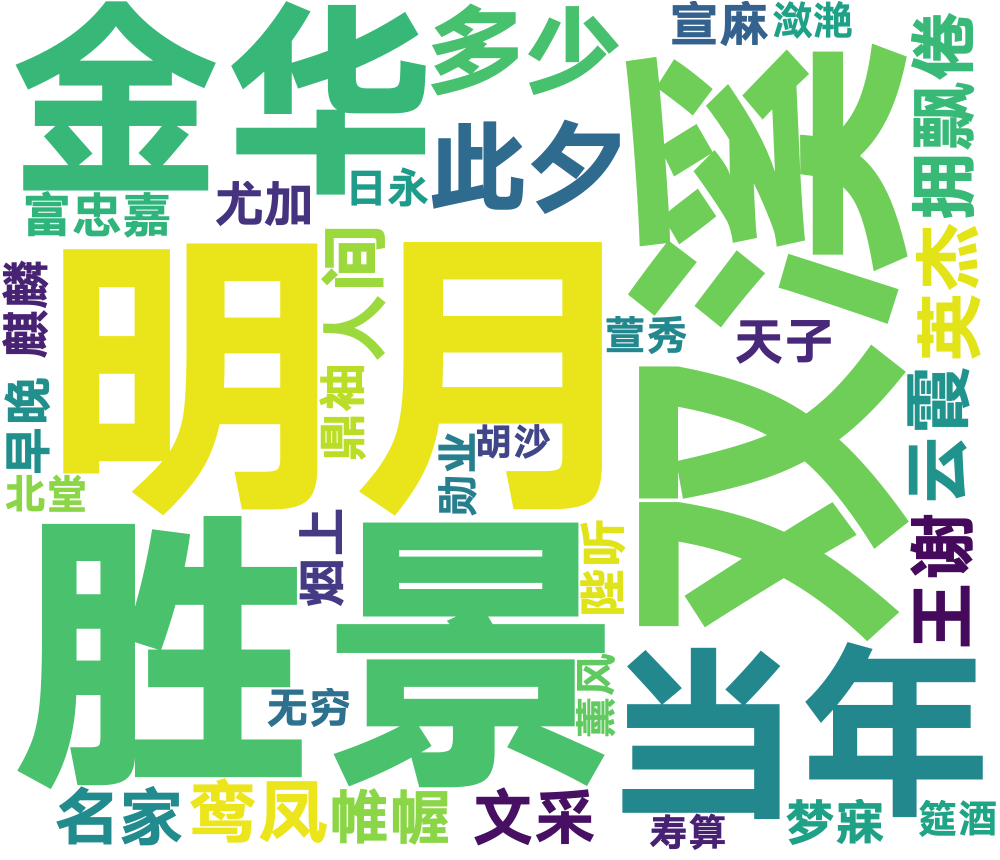 金华
多少
宣麻
潋滟
双溪
拥飘倦
此夕
日永
尤加
富忠嘉
明月
人间
麒麟
英杰
萱秀
天子
鼎袖
早晚
云霞
胡沙
勋业
北堂
胜景
烟上
陛听
王谢
薰风
当年
无穷
名家
鸾凤
帷幄
文采
寿算
梦寐
筵酒